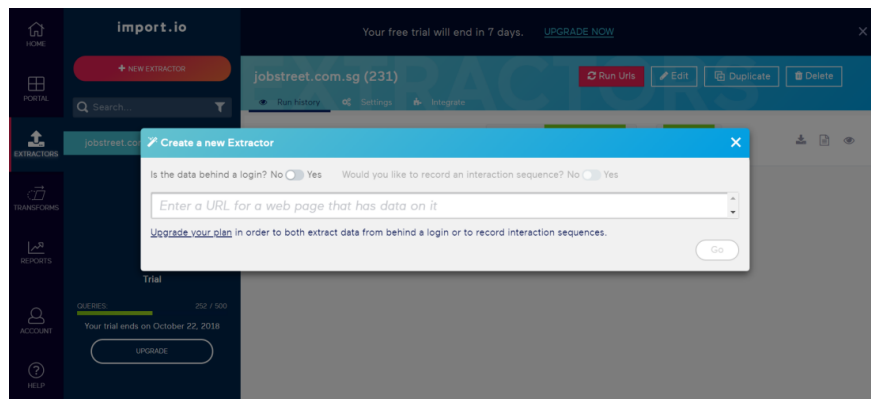 import.io
Your free trial will end in 7 days. UPGRADE NOW
HOME
+ NEW EXTRACTOR
jobstreet.com.sg (231)
Run Urls
Edit
Duplicate
Delete
PORTAL
Search...
Run history
Settings
Integrate
EXTRACTORS
Create a new Extractor
Is the data behind a login? No Yes
Would you like to record an interaction sequence? No Yes
Enter a URL for a web page that has data on it
TRANSFORMS
Upgrade your plan in order to both extract data from behind a login or to record interaction sequences.
Go
REPORTS
Trial
QUERIES 252 / 500
Your trial ends on October 22, 2018
ACCOUNT
UPGRADE
HELP